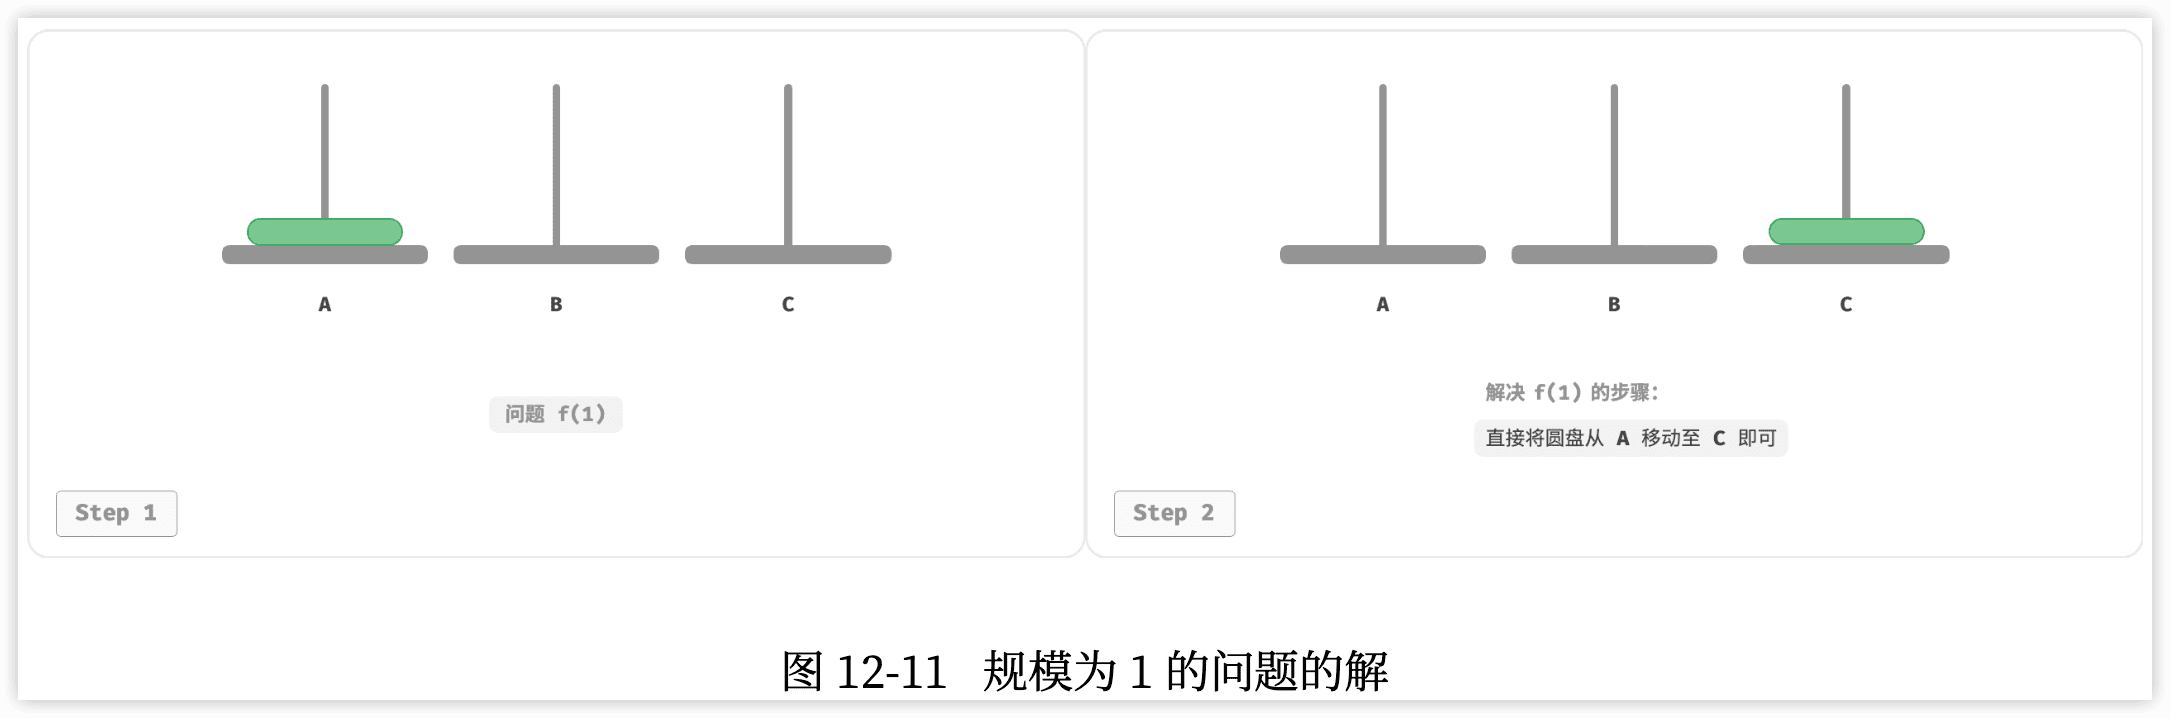 A B C
问题 f(1)
Step 1
A B C
解决 f(1) 的步骤：
直接将圆盘从 A 移动至 C 即可
Step 2
图 12-11 规模为 1 的问题的解